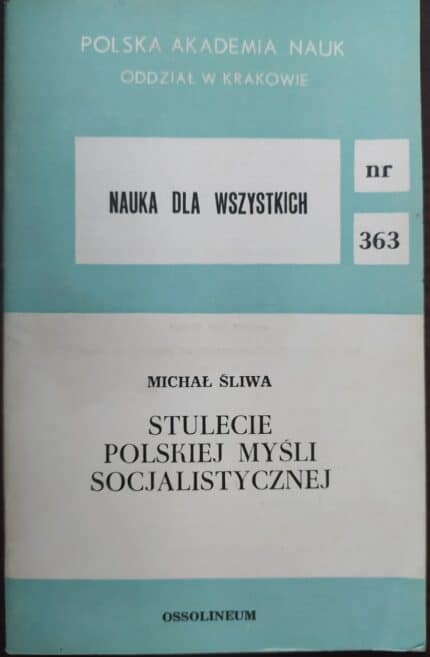 POLSKA AKADEMIA NAUK
ODDZIAŁ W KRAKOWIE
NAUKA DLA WSZYSTKICH
nr
363
MICHAŁ ŚLIWA
STULECIE
POLSKIEJ MYŚLI
SOCJALISTYCZNEJ
OSSOLINEUM